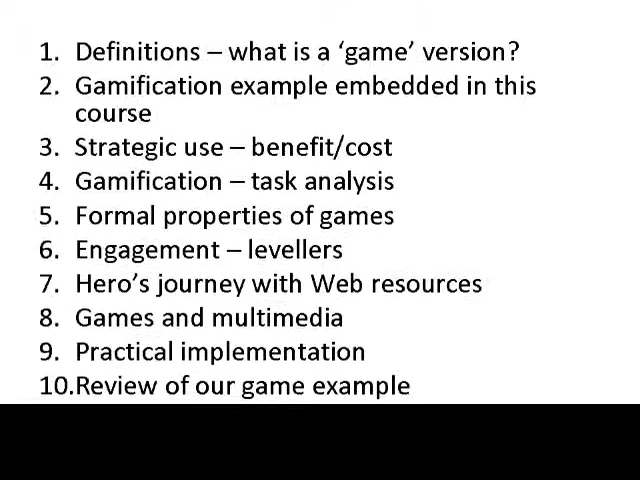 1. Definitions – what is a ‘game’ version?
2. Gamification example embedded in this
course
3. Strategic use – benefit/cost
4. Gamification – task analysis
5. Formal properties of games
6. Engagement – levellers
7. Hero’s journey with Web resources
8. Games and multimedia
9. Practical implementation
10.Review of our game example